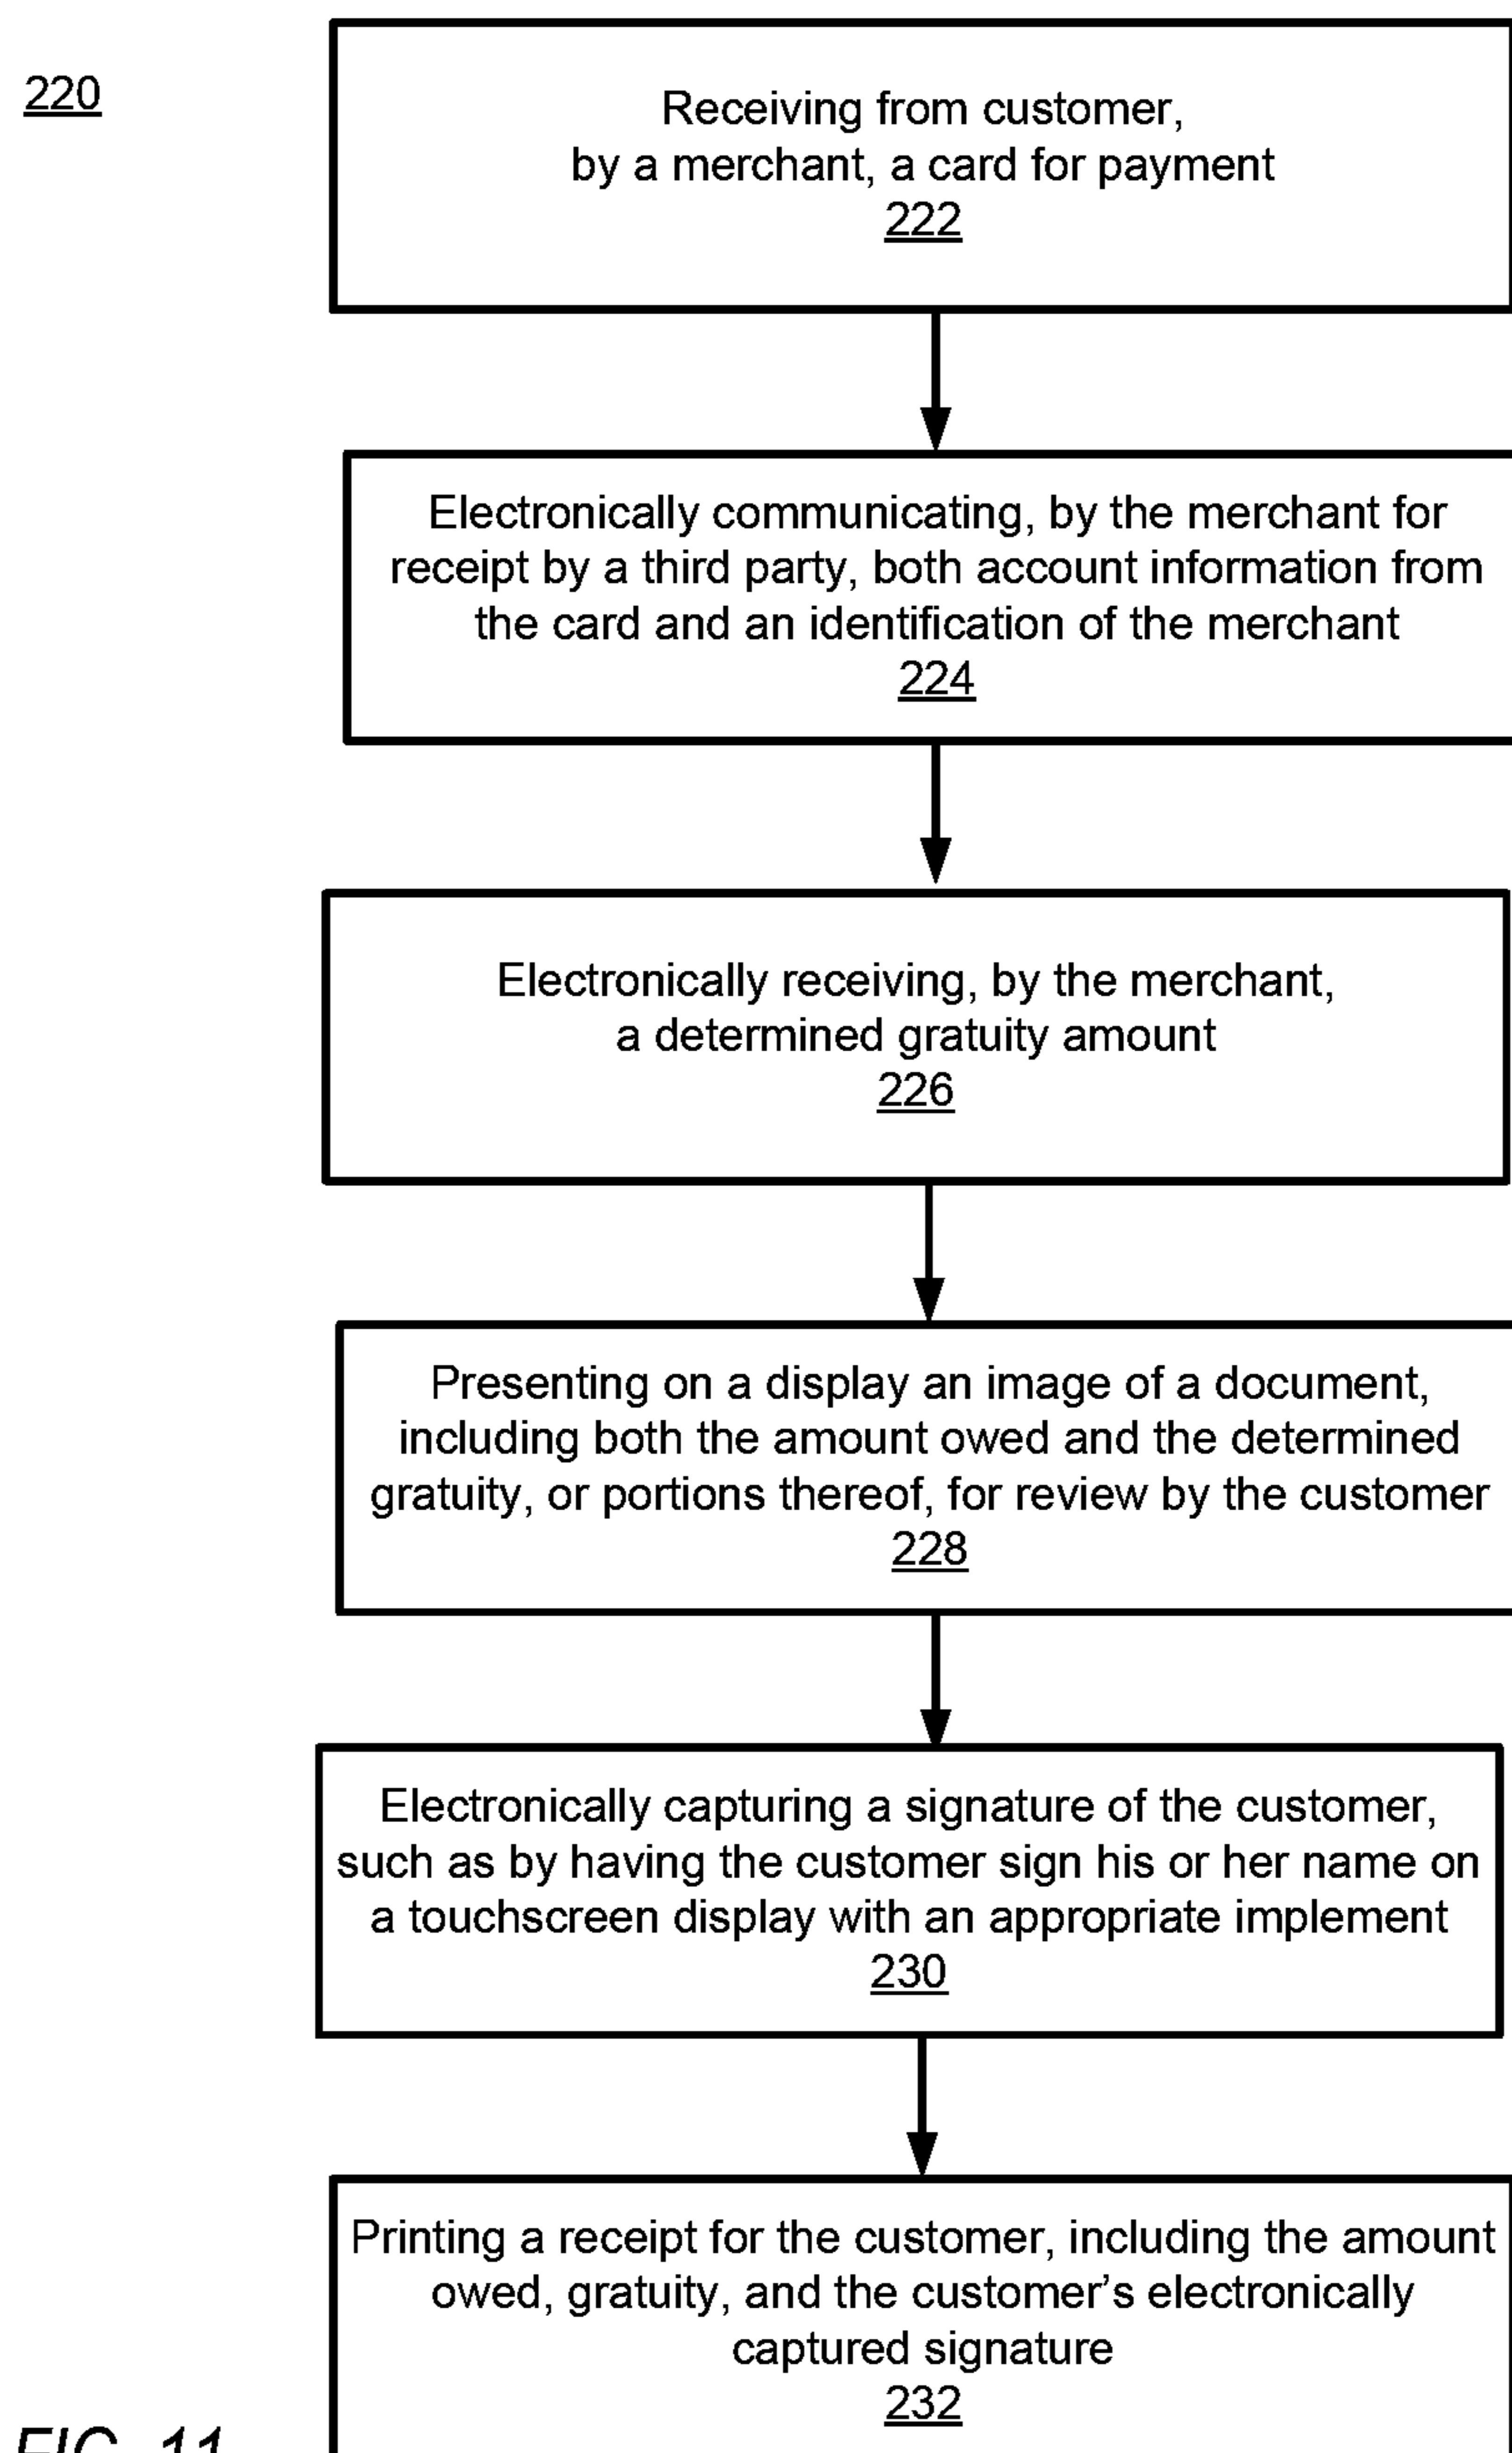 220
Receiving from customer,
by a merchant, a card for payment
222
Electronically communicating, by the merchant for
receipt by a third party, both account information from
the card and an identification of the merchant
224
Electronically receiving, by the merchant,
a determined gratuity amount
226
Presenting on a display an image of a document,
including both the amount owed and the determined
gratuity, or portions thereof, for review by the customer
228
Electronically capturing a signature of the customer,
such as by having the customer sign his or her name on
a touchscreen display with an appropriate implement
230
Printing a receipt for the customer, including the amount
owed, gratuity, and the customer’s electronically
captured signature
232
FIG. 11